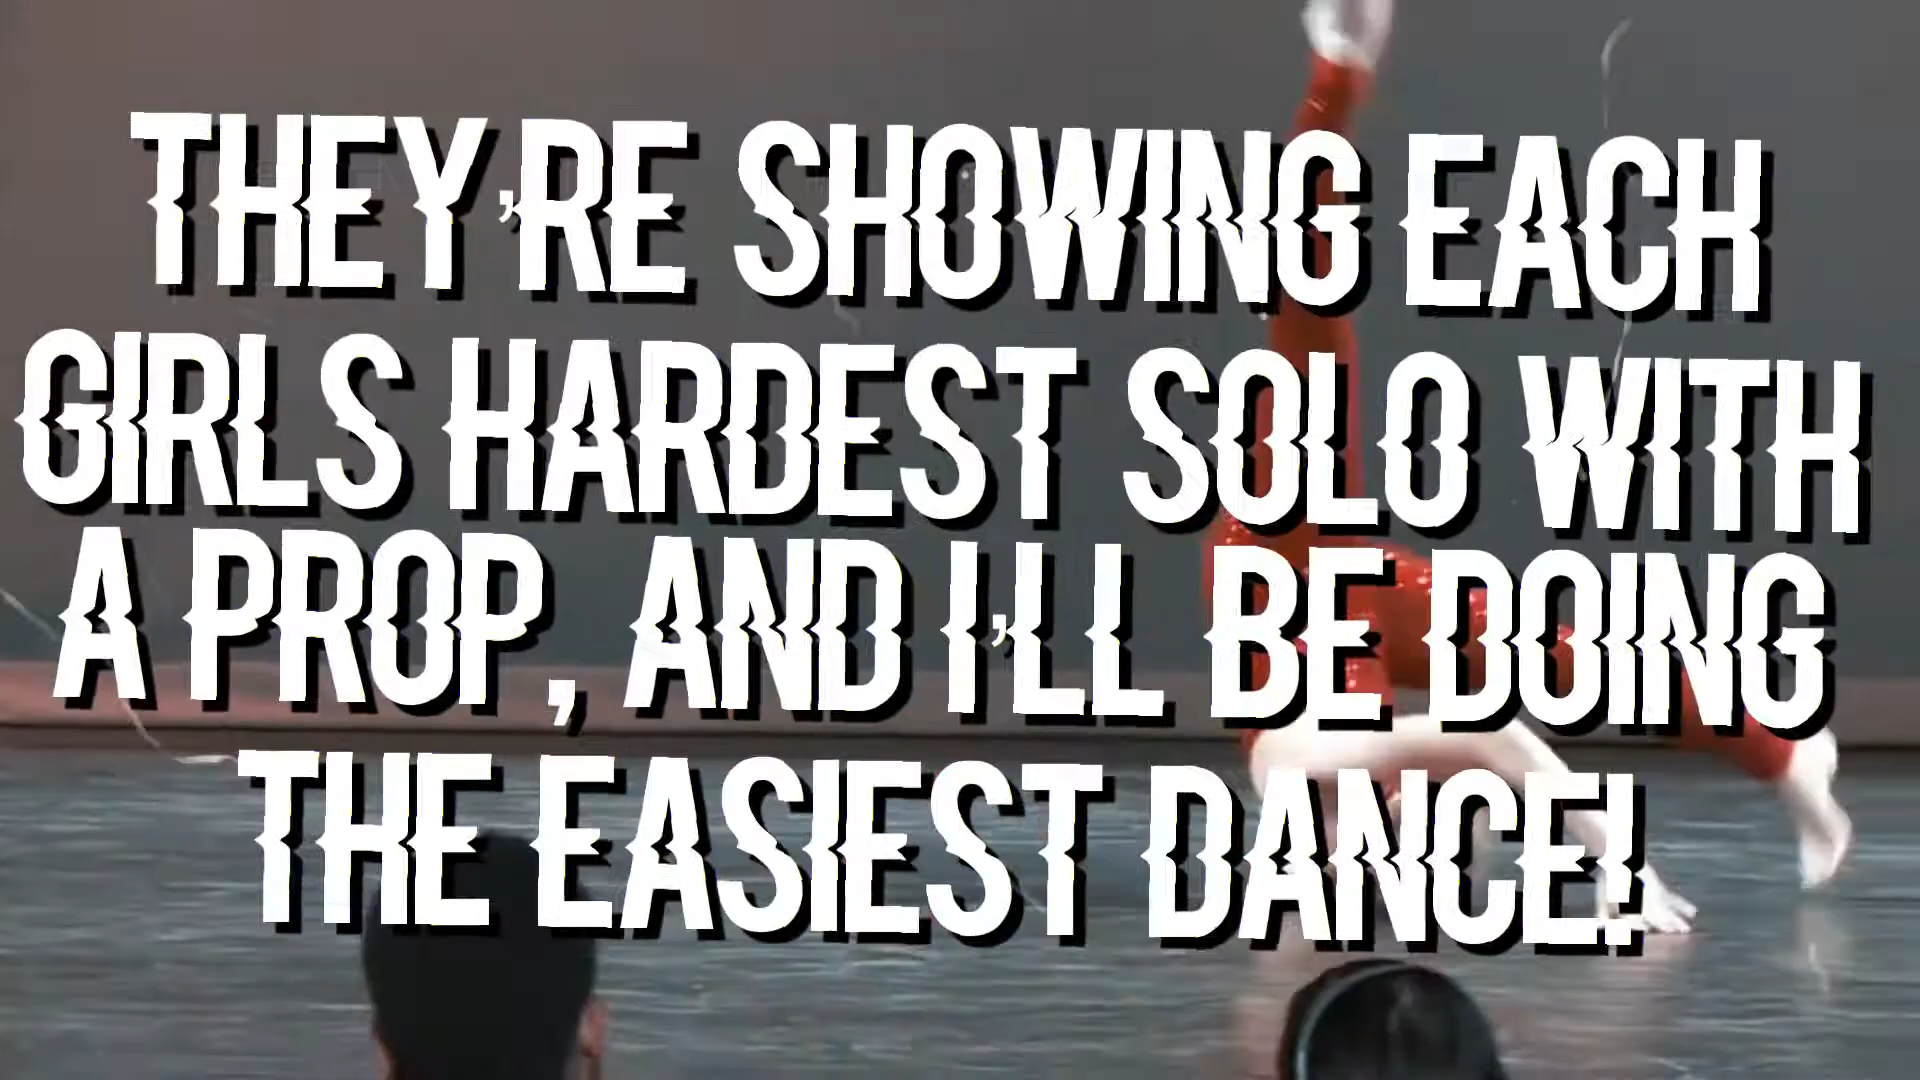 THEY'RE SHOWING EACH
GIRLS HARDEST SOLO WITH
A PROP, AND I'LL BE DOING
THE EASIEST DANCE!